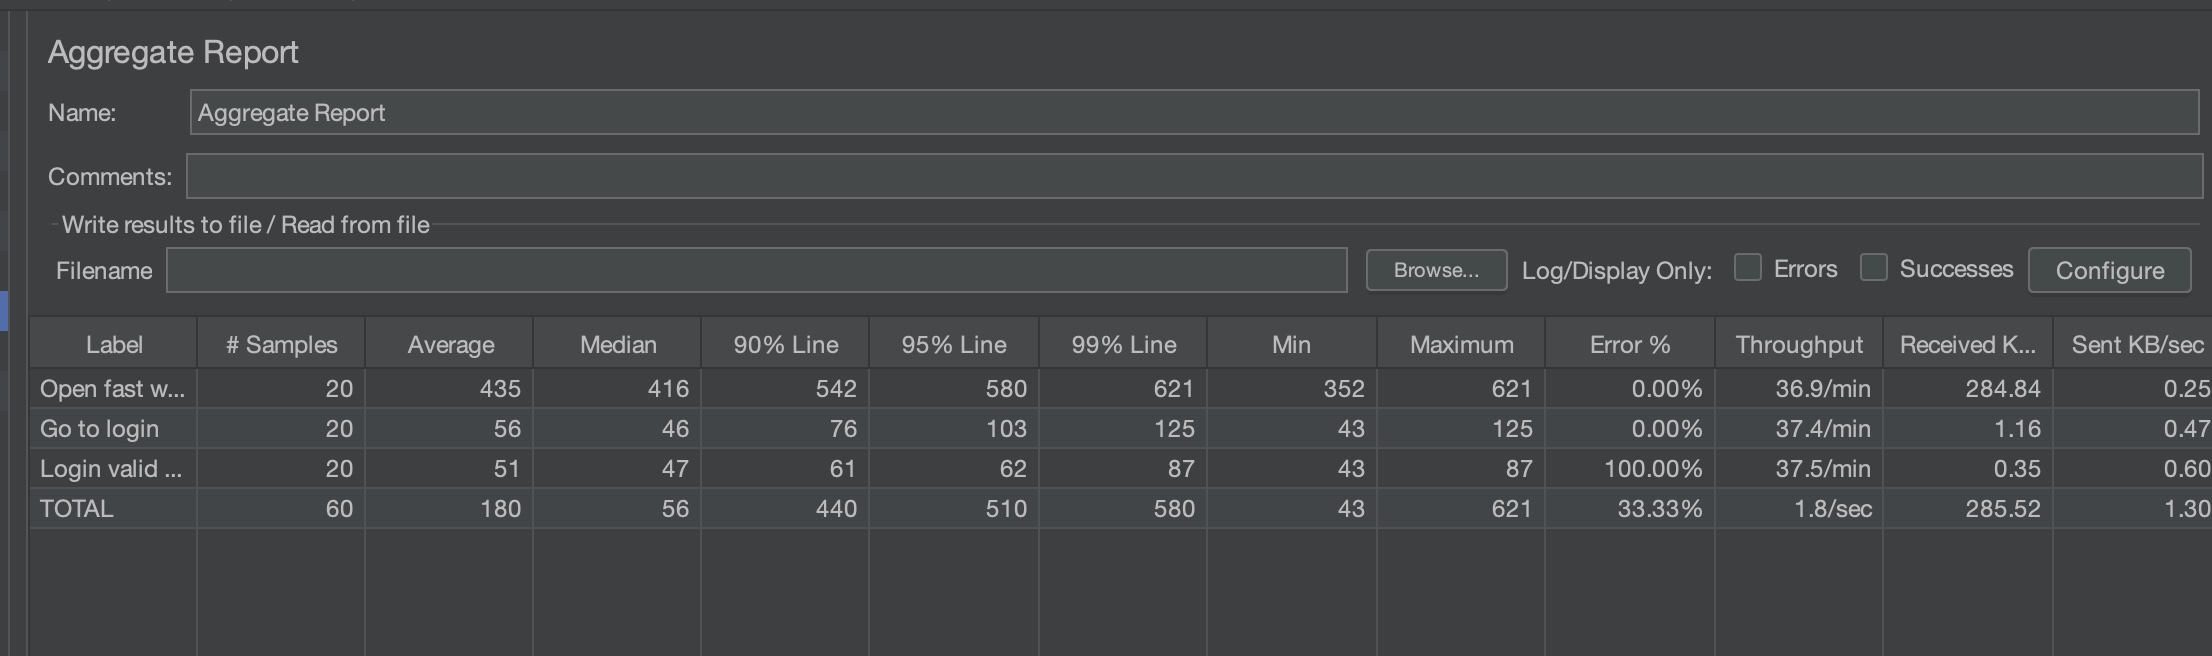 Aggregate Report
Name: Aggregate Report
Comments:
Write results to file / Read from file
Filename Browse... Log/Display Only: Errors Successes Configure
Label # Samples Average Median 90% Line 95% Line 99% Line Min Maximum Error % Throughput Received K... Sent KB/sec
Open fast w... 20 435 416 542 580 621 352 621 0.00% 36.9/min 284.84 0.25
Go to login 20 56 46 76 103 125 43 125 0.00% 37.4/min 1.16 0.47
Login valid ... 20 51 47 61 62 87 43 87 100.00% 37.5/min 0.35 0.60
TOTAL 60 180 56 440 510 580 43 621 33.33% 1.8/sec 285.52 1.30